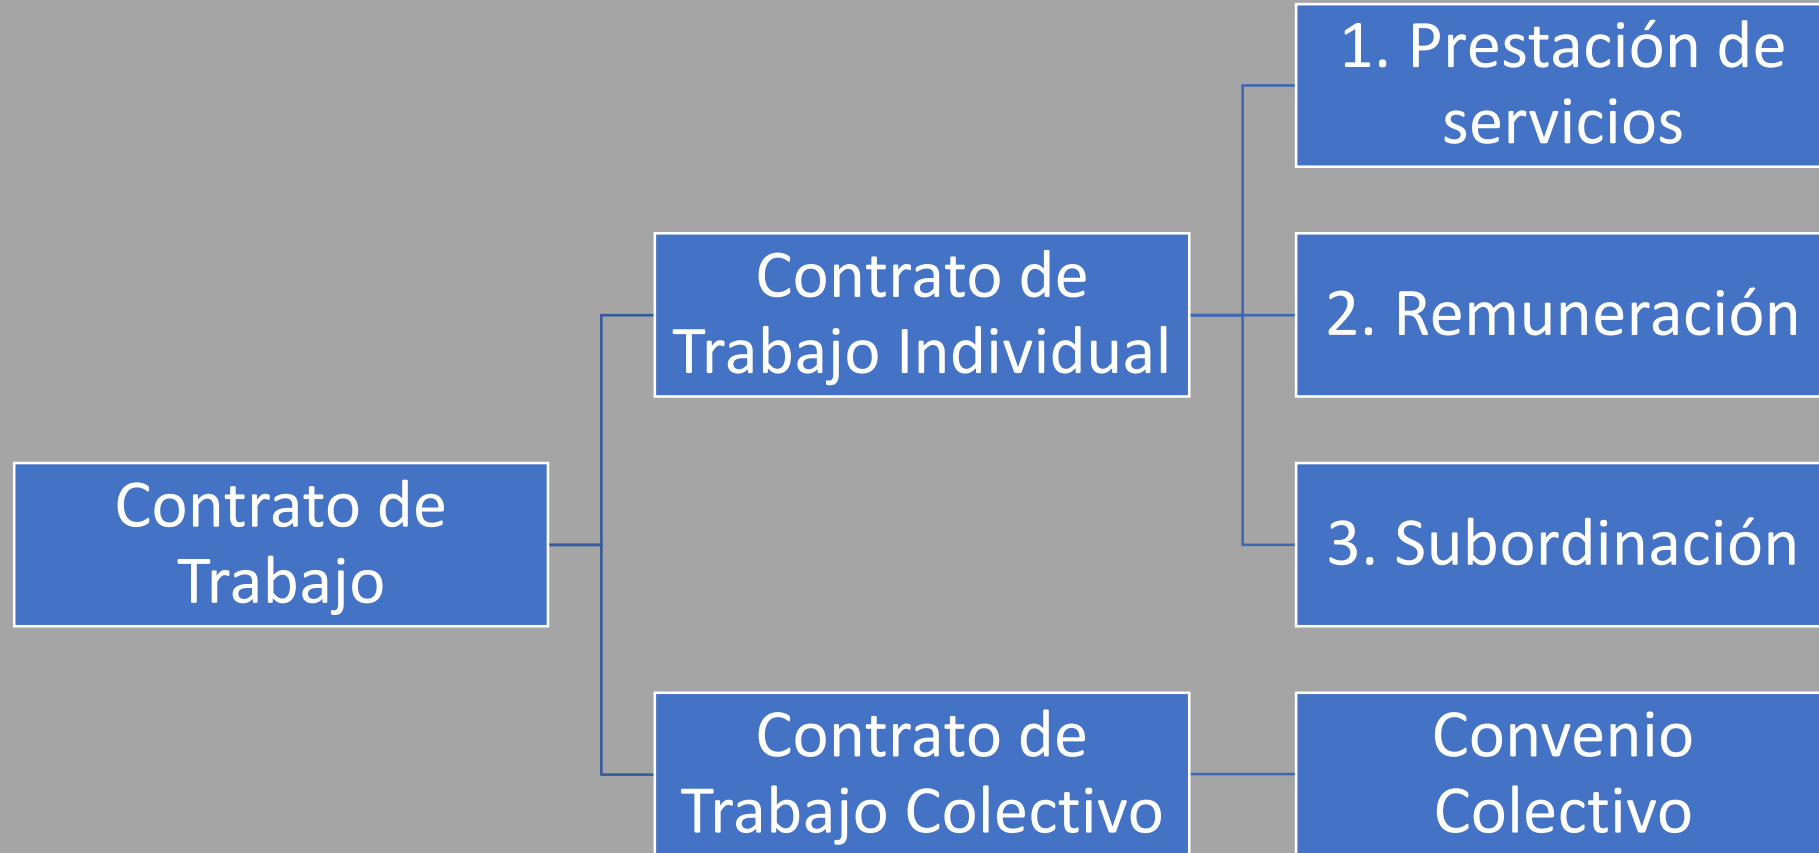 Contrato de
Trabajo
Contrato de
Trabajo Individual
1. Prestación de
servicios
2. Remuneración
3. Subordinación
Contrato de
Trabajo Colectivo
Convenio
Colectivo